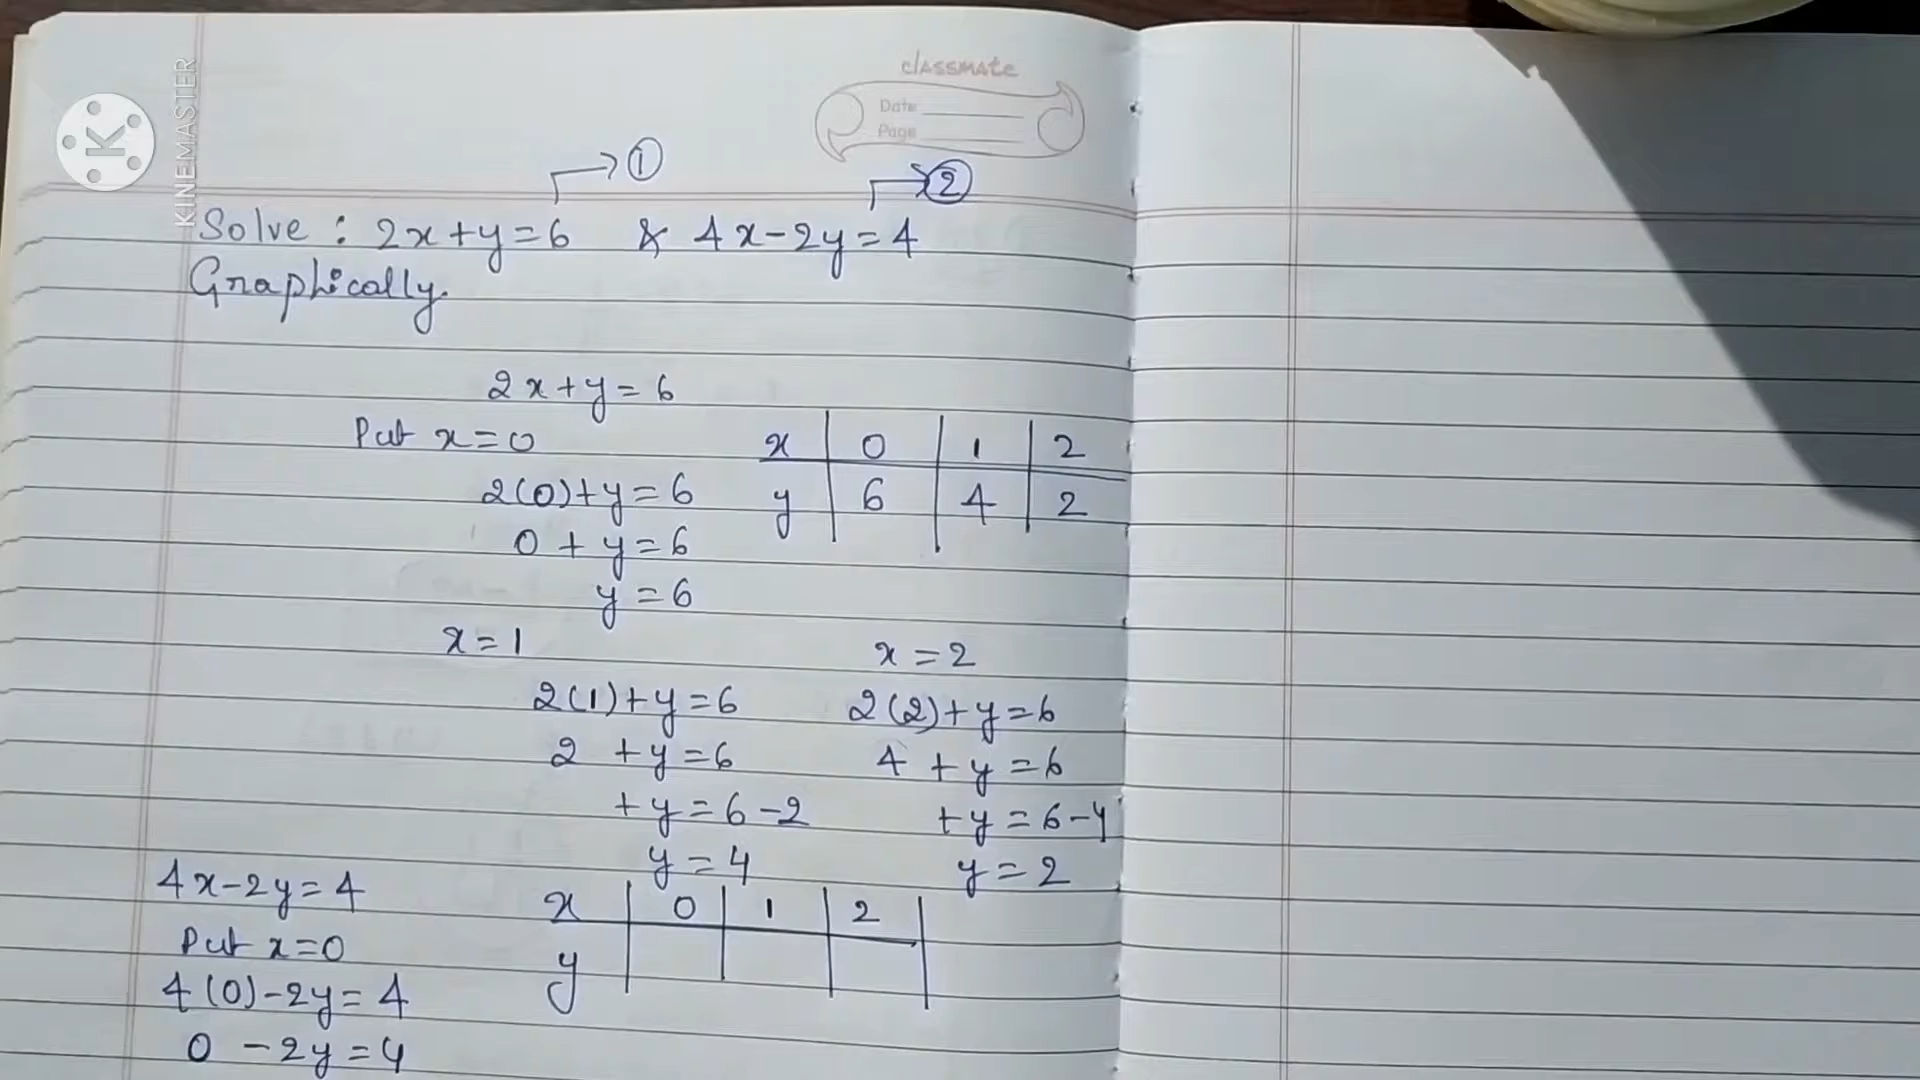 KINEMASTER
classmate
Date
Page
① ②
Solve : 2x+y=6 & 4x-2y=4
Graphically.
2x+y=6
Put x=0
x 0 1 2
2(0)+y=6
y 6 4 2
0+y=6
y=6
x=1 x=2
2(1)+y=6 2(2)+y=6
2 +y=6 4 +y=6
+y=6-2 +y=6-4
y=4 y=2
4x-2y=4
x 0 1 2
Put x=0
y
4(0)-2y=4
0 -2y=4